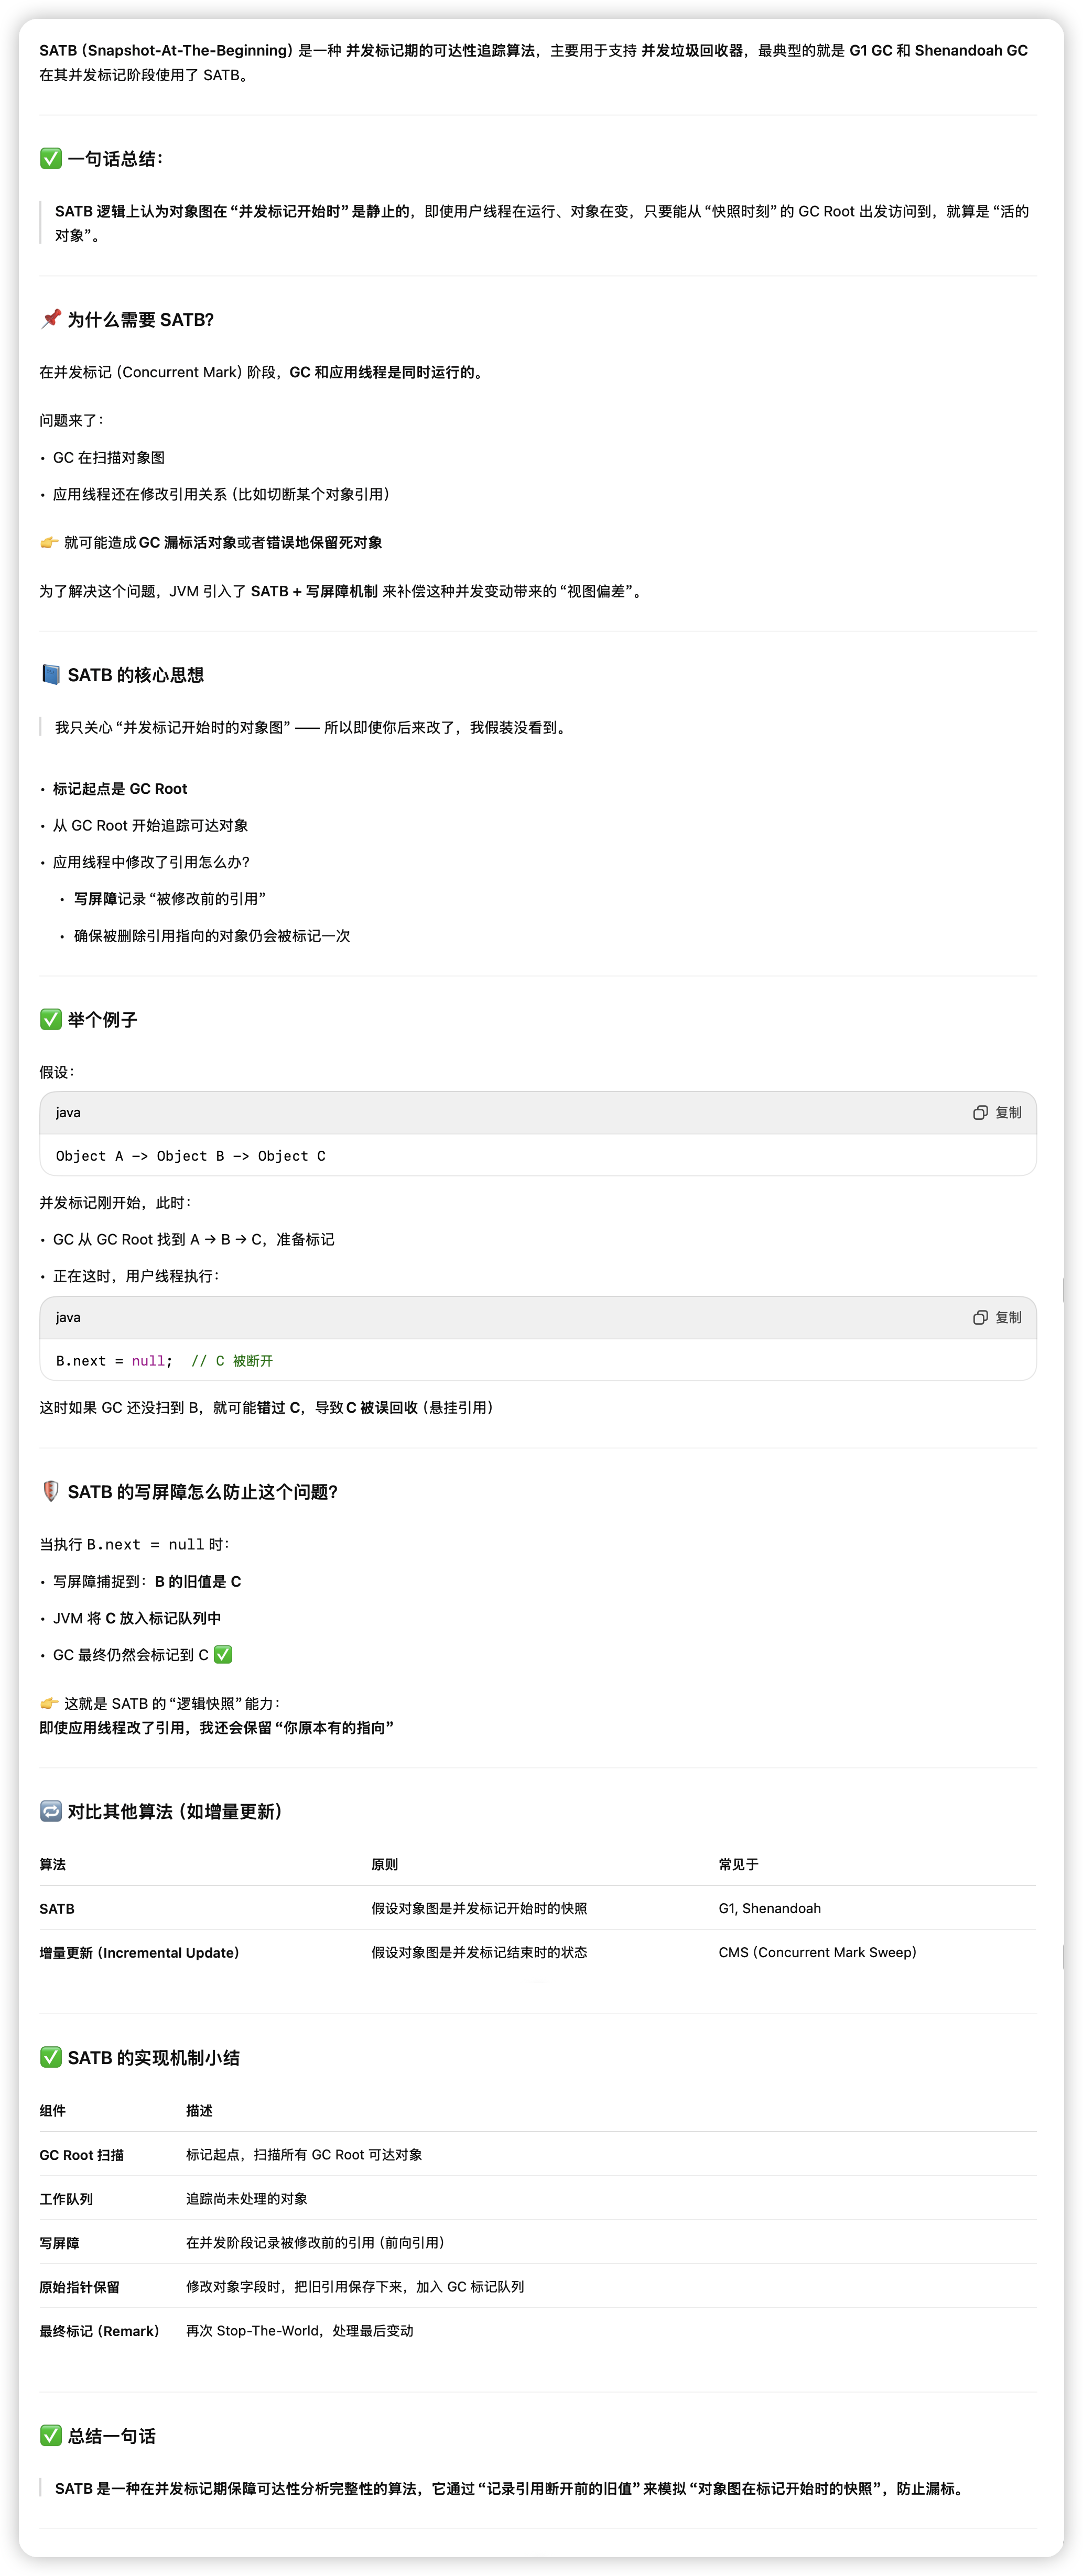 SATB（Snapshot-At-The-Beginning）是一种 并发标记期的可达性追踪算法，主要用于支持 并发垃圾回收器，最典型的就是 G1 GC 和 Shenandoah GC
在其并发标记阶段使用了 SATB。
✅ 一句话总结：
SATB 逻辑上认为对象图在“并发标记开始时”是静止的，即使用户线程在运行、对象在变，只要能从“快照时刻”的 GC Root 出发访问到，就算是“活的
对象”。
📌 为什么需要 SATB？
在并发标记（Concurrent Mark）阶段，GC 和应用线程是同时运行的。
问题来了：
• GC 在扫描对象图
• 应用线程还在修改引用关系（比如切断某个对象引用）
👉 就可能造成GC 漏标活对象或者错误地保留死对象
为了解决这个问题，JVM 引入了 SATB + 写屏障机制 来补偿这种并发变动带来的“视图偏差”。
📘 SATB 的核心思想
我只关心“并发标记开始时的对象图” —— 所以即使你后来改了，我假装没看到。
• 标记起点是 GC Root
• 从 GC Root 开始追踪可达对象
• 应用线程中修改了引用怎么办？
• 写屏障记录“被修改前的引用”
• 确保被删除引用指向的对象仍会被标记一次
✅ 举个例子
假设：
java 复制
Object A -> Object B -> Object C
并发标记刚开始，此时：
• GC 从 GC Root 找到 A → B → C，准备标记
• 正在这时，用户线程执行：
java 复制
B.next = null; // C 被断开
这时如果 GC 还没扫到 B，就可能错过 C，导致 C 被误回收（悬挂引用）
🛡️ SATB 的写屏障怎么防止这个问题？
当执行 B.next = null 时：
• 写屏障捕捉到：B 的旧值是 C
• JVM 将 C 放入标记队列中
• GC 最终仍然会标记到 C ✅
👉 这就是 SATB 的“逻辑快照”能力：
即使应用线程改了引用，我还会保留“你原本有的指向”
🔁 对比其他算法（如增量更新）
算法 原则 常见于
SATB 假设对象图是并发标记开始时的快照 G1, Shenandoah
增量更新（Incremental Update） 假设对象图是并发标记结束时的状态 CMS（Concurrent Mark Sweep）
✅ SATB 的实现机制小结
组件 描述
GC Root 扫描 标记起点，扫描所有 GC Root 可达对象
工作队列 追踪尚未处理的对象
写屏障 在并发阶段记录被修改前的引用（前向引用）
原始指针保留 修改对象字段时，把旧引用保存下来，加入 GC 标记队列
最终标记（Remark） 再次 Stop-The-World，处理最后变动
✅ 总结一句话
SATB 是一种在并发标记期保障可达性分析完整性的算法，它通过“记录引用断开前的旧值”来模拟“对象图在标记开始时的快照”，防止漏标。